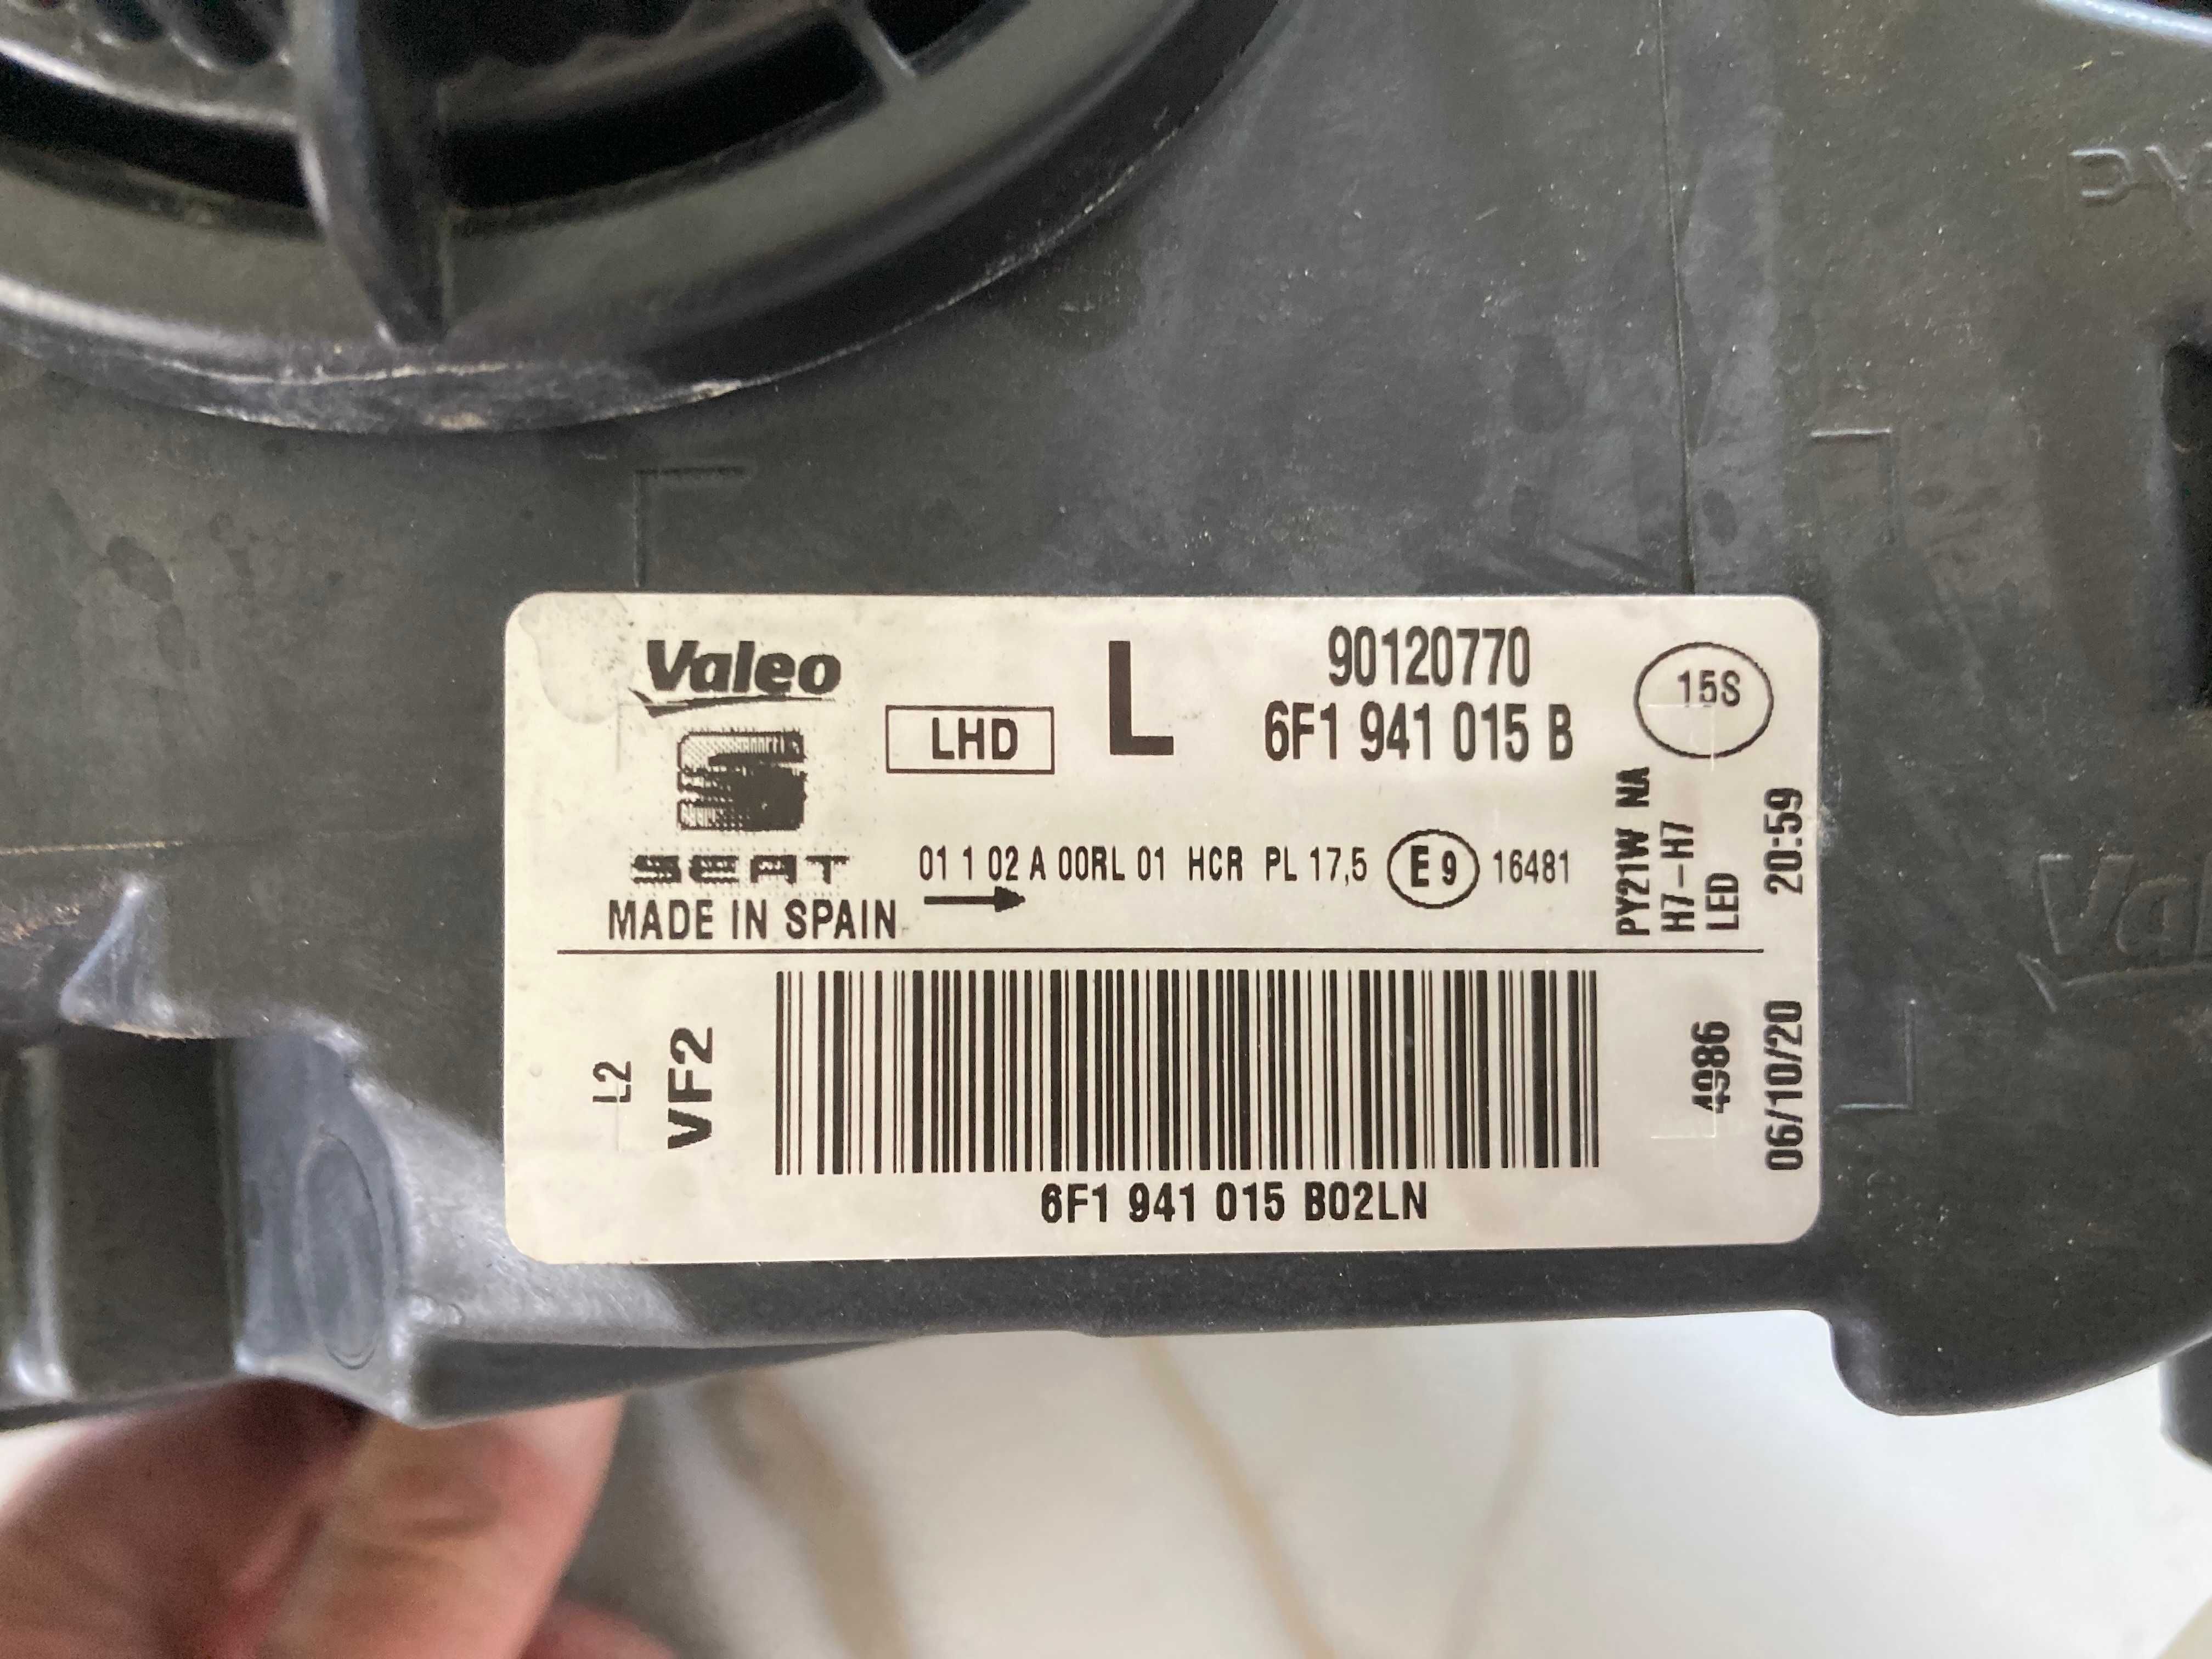 Valeo
SEAT
MADE IN SPAIN
LHD
L
90120770
6F1 941 015 B
15S
01 1 02 A 00RL 01 HCR PL 17,5 E 9 16481
PY21W NA
H7-H7
LED
20:59
L2
VF2
4986
06/10/20
6F1 941 015 B02LN